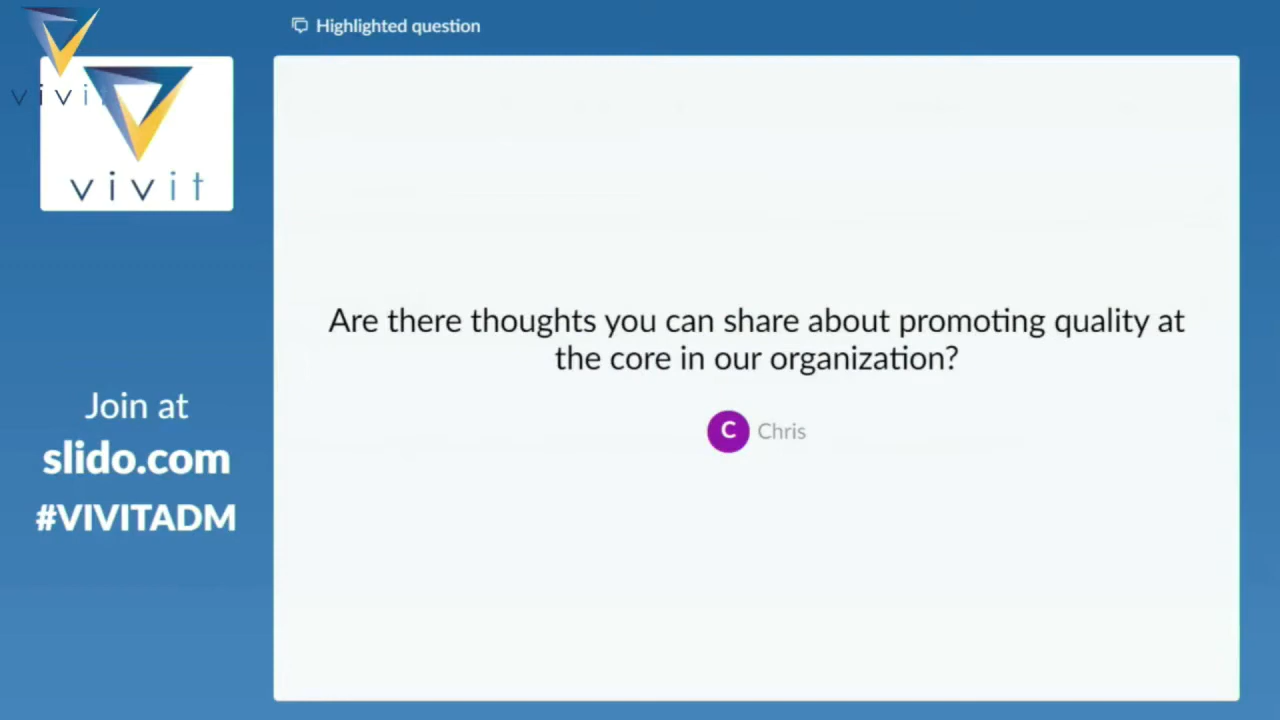 Highlighted question
vivit
vivit
Are there thoughts you can share about promoting quality at
the core in our organization?
C Chris
Join at
slido.com
#VIVITADM